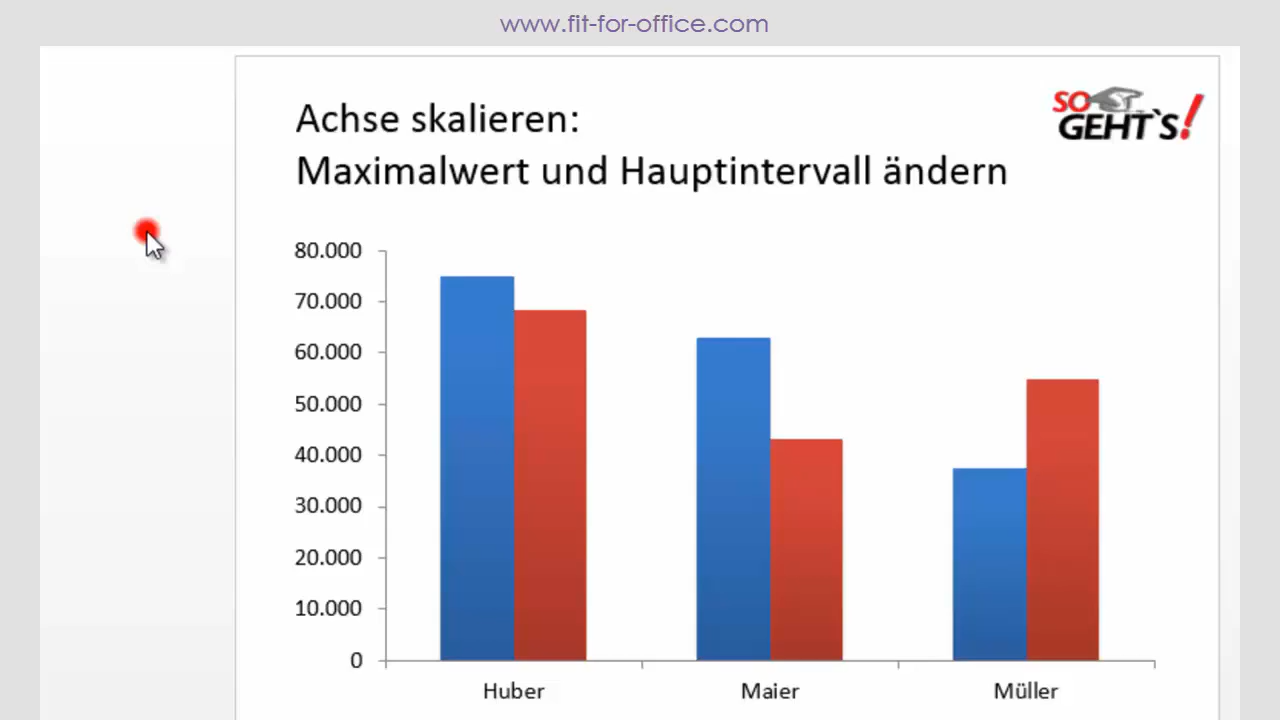 www.fit-for-office.com
SO
GEHT`S!
Achse skalieren:
Maximalwert und Hauptintervall ändern
80.000
70.000
60.000
50.000
40.000
30.000
20.000
10.000
0
Huber Maier Müller